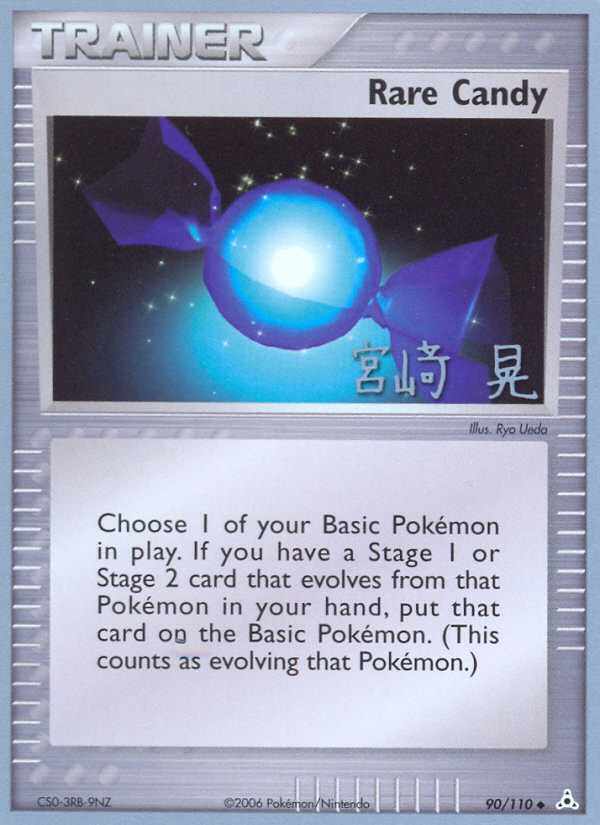 TRAINER
Rare Candy
宮崎 晃
Illus. Ryo Ueda
Choose 1 of your Basic Pokémon
in play. If you have a Stage 1 or
Stage 2 card that evolves from that
Pokémon in your hand, put that
card on the Basic Pokémon. (This
counts as evolving that Pokémon.)
CS0-3RB-9NZ
©2006 Pokémon/Nintendo
90/110